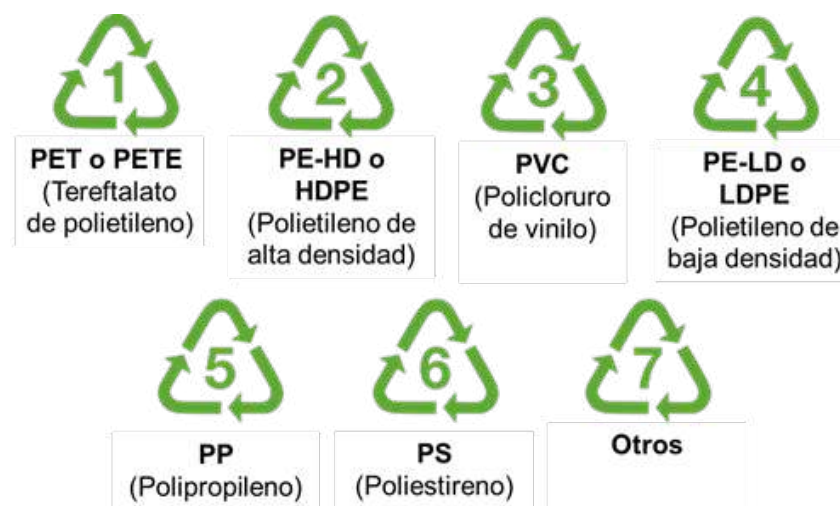 1
PET o PETE
(Tereftalato
de polietileno)
2
PE-HD o
HDPE
(Polietileno de
alta densidad)
3
PVC
(Policloruro
de vinilo)
4
PE-LD o
LDPE
(Polietileno de
baja densidad)
5
PP
(Polipropileno)
6
PS
(Poliestireno)
7
Otros